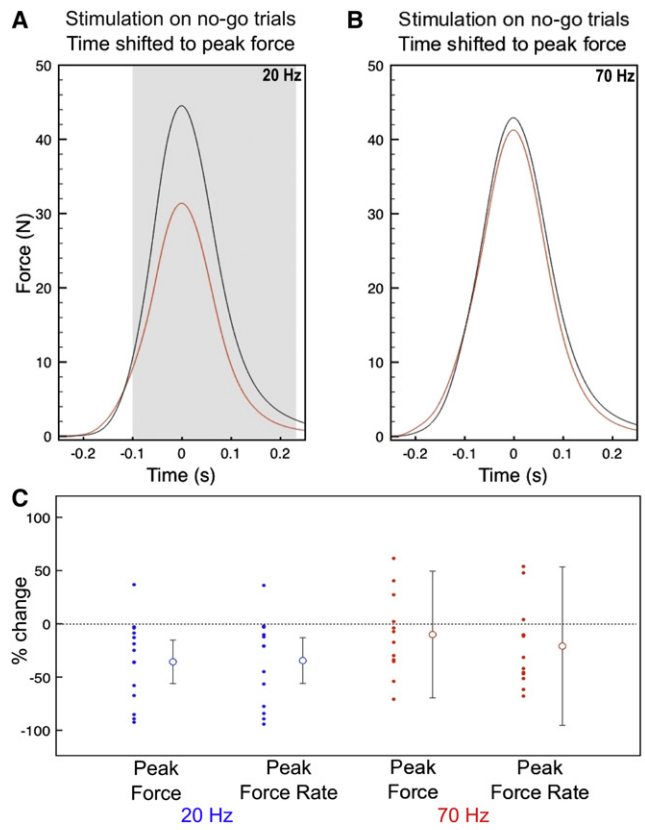 A
Stimulation on no-go trials
Time shifted to peak force
B
Stimulation on no-go trials
Time shifted to peak force
50
40
30
20
10
0
Force (N)
20 Hz
-0.2 -0.1 0 0.1 0.2
Time (s)
50
40
30
20
10
0
70 Hz
-0.2 -0.1 0 0.1 0.2
Time (s)
C
100
50
0
-50
-100
% change
Peak Force
Peak Force Rate
Peak Force
Peak Force Rate
20 Hz
70 Hz